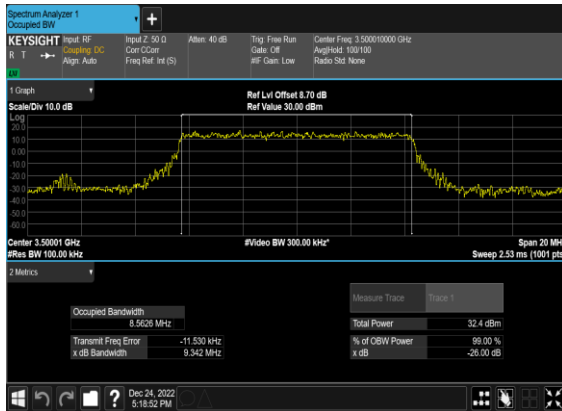 Spectrum Analyzer 1
Occupied BW
KEYSIGHT Input: RF Input Z: 50 Ω Atten: 40 dB Trig: Free Run Center Freq: 3.500010000 GHz
R T Coupling: DC Corr CCorr Gate: Off Avg|Hold: 100/100
Align: Auto Freq Ref: Int (S) #IF Gain: Low Radio Std: None
1 Graph
Ref Lvl Offset 8.70 dB
Scale/Div 10.0 dB Ref Value 30.00 dBm
Log
20.0
10.0
0.00
-10.0
-20.0
-30.0
-40.0
-50.0
-60.0
Center 3.50001 GHz #Video BW 300.00 kHz* Span 20 MH
#Res BW 100.00 kHz Sweep 2.53 ms (1001 pts
2 Metrics
Measure Trace Trace 1
Occupied Bandwidth
8.5626 MHz Total Power 32.4 dBm
Transmit Freq Error -11.530 kHz % of OBW Power 99.00 %
x dB Bandwidth 9.342 MHz x dB -26.00 dB
Dec 24, 2022
5:18:52 PM